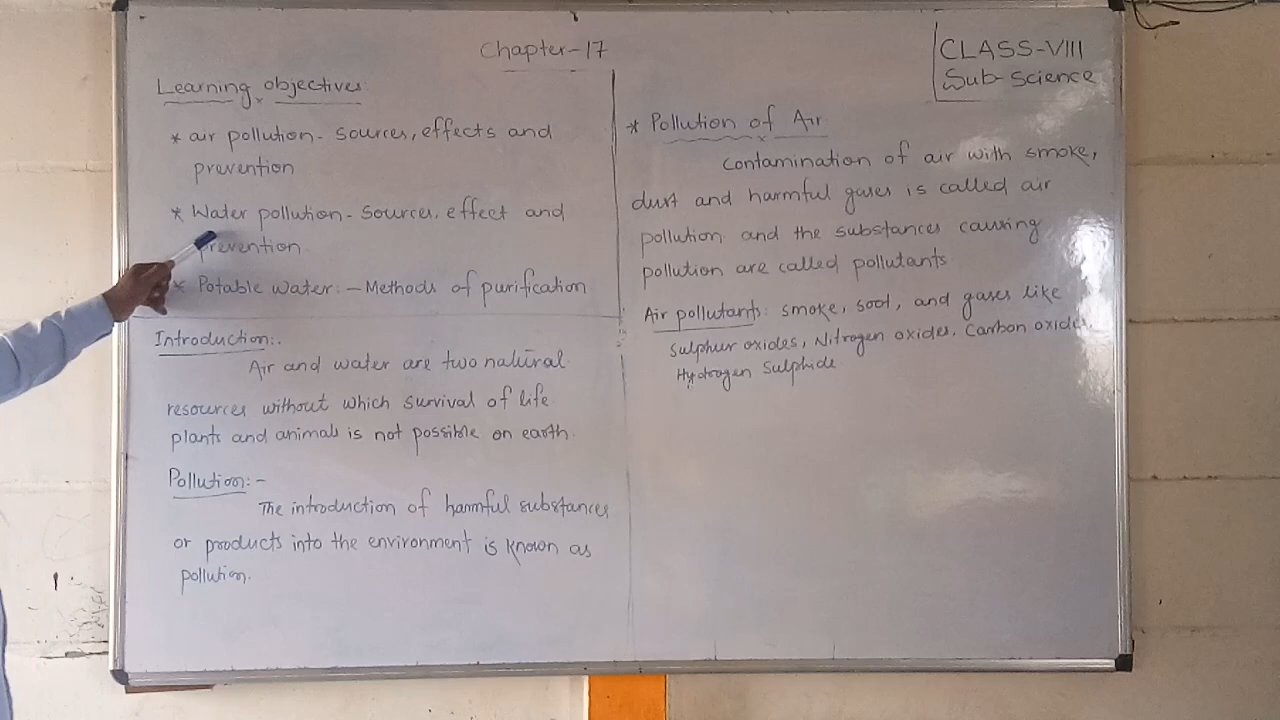 Chapter-17
CLASS-VIII
Sub-Science
Learning objectives
* air pollution - sources, effects and
prevention
* Water pollution - sources, effect and
prevention
* Potable water :- Methods of purification
Introduction:-
Air and water are two natural
resources without which survival of life
plants and animals is not possible on earth.
Pollution:-
The introduction of harmful substances
or products into the environment is known as
pollution.
* Pollution of Air
Contamination of air with smoke,
dust and harmful gases is called air
pollution and the substances causing
pollution are called pollutants
Air pollutants: smoke, soot, and gases like
Sulphur oxides, Nitrogen oxides, Carbon oxides,
Hydrogen Sulphide